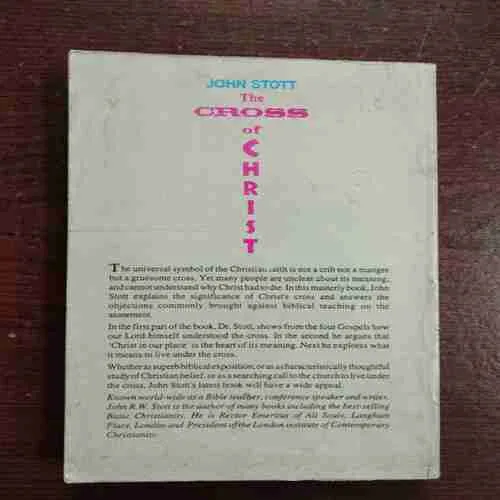 JOHN STOTT
The
CROSS
of
CHRIST
The universal symbol of the Christian faith is not a crib not a manger
but a gruesome cross. Yet many people are unclear about its meaning,
and cannot understand why Christ had to die. In this masterly book, John
Stott explains the significance of Christ's cross and answers the
objections commonly brought against biblical teaching on the
atonement.
In the first part of the book, Dr. Stott, shows from the four Gospels how
our Lord himself understood the cross. In the second he argues that
'Christ in our place' is the heart of its meaning. Next he explores what
it means to live under the cross.
Whether as superb biblical exposition, or as a characteristically thoughtful
study of Christian belief, or as a searching call to the church to live under
the cross, John Stott's latest book will have a wide appeal.
Known world-wide as a Bible teacher, conference speaker and writer.
John R.W. Stott is the author of many books including the best-selling
Basic Christianity. He is Rector Emeritus of All Souls, Langham
Place, London and President of the London institute of Contemporary
Christianity.